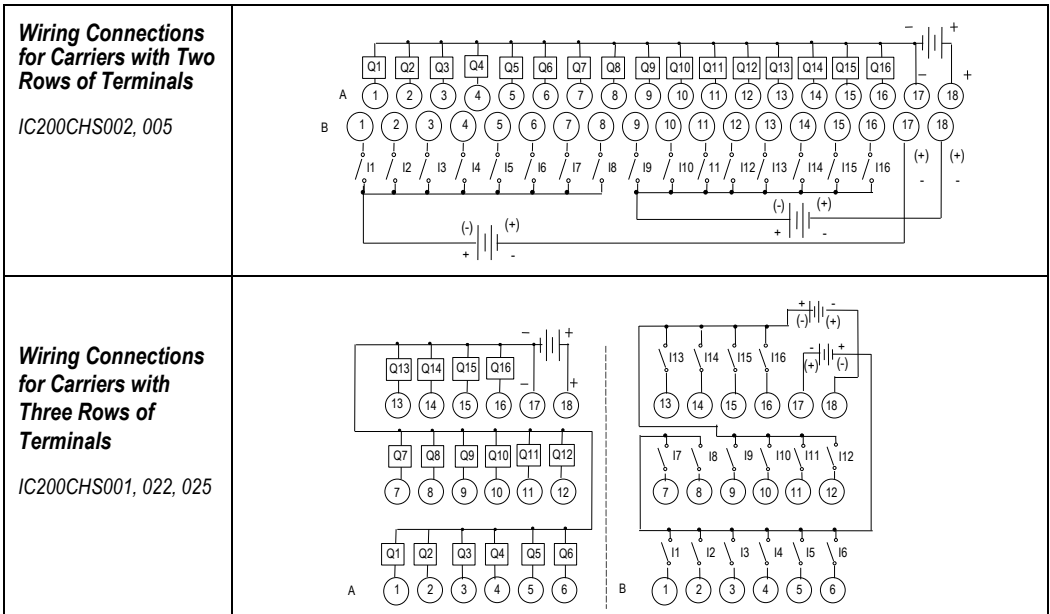 Wiring Connections
for Carriers with Two
Rows of Terminals
IC200CHS002, 005
− +
Q1 Q2 Q3 Q4 Q5 Q6 Q7 Q8 Q9 Q10 Q11 Q12 Q13 Q14 Q15 Q16 − +
A 1 2 3 4 5 6 7 8 9 10 11 12 13 14 15 16 17 18
B 1 2 3 4 5 6 7 8 9 10 11 12 13 14 15 16 17 18
(+) (+)
I1 I2 I3 I4 I5 I6 I7 I8 I9 I10 11 I12 I13 I14 I15 I16
- -
(-) (+)
+ -
(-) (+)
+ -
Wiring Connections
for Carriers with
Three Rows of
Terminals
IC200CHS001, 022, 025
− +
Q13 Q14 Q15 Q16 − +
13 14 15 16 17 18
Q7 Q8 Q9 Q10 Q11 Q12
7 8 9 10 11 12
Q1 Q2 Q3 Q4 Q5 Q6
A 1 2 3 4 5 6
+ -
(-) (+)
I13 I14 I15 I16
- +
(+) (-)
13 14 15 16 17 18
I7 I8 I9 I10 I11 I12
7 8 9 10 11 12
I1 I2 I3 I4 I5 I6
B 1 2 3 4 5 6